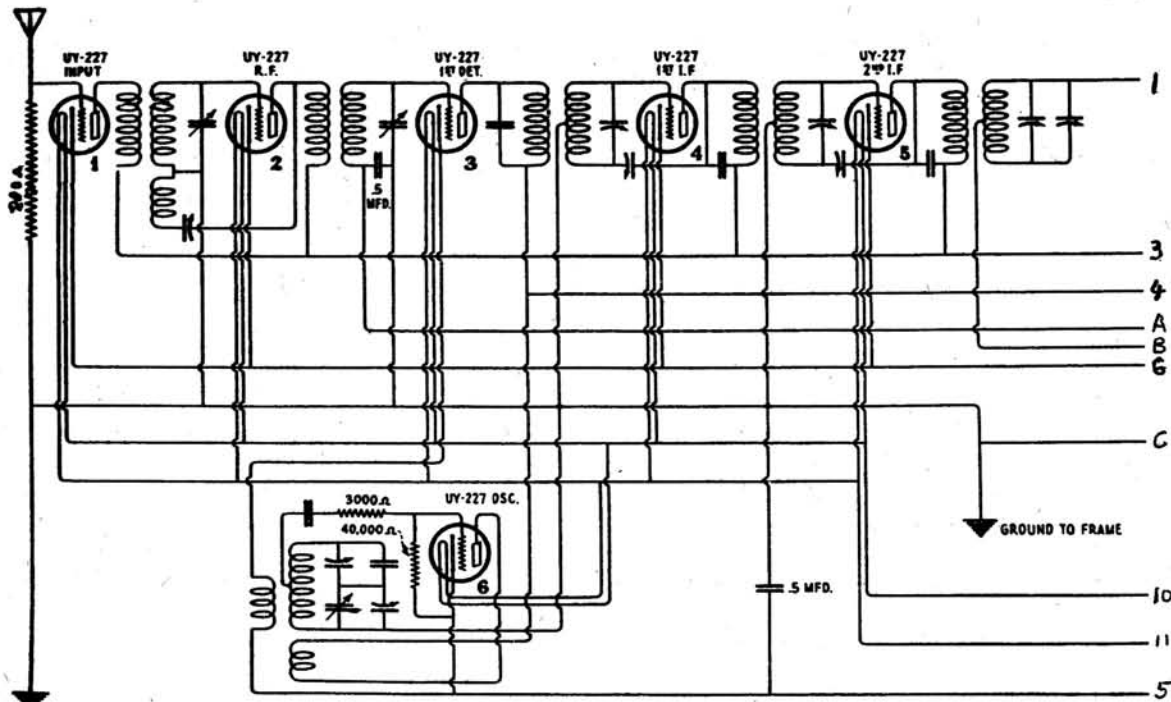 UY-227
INPUT
UY-227
R.F.
UY-227
1ST DET.
UY-227
1ST I.F
UY-227
2ND I.F
1
1
2
3
4
5
.5
MFD.
3
4
A
B
6
C
3000Ω
UY-227 OSC.
40,000Ω
6
GROUND TO FRAME
.5 MFD.
10
11
5